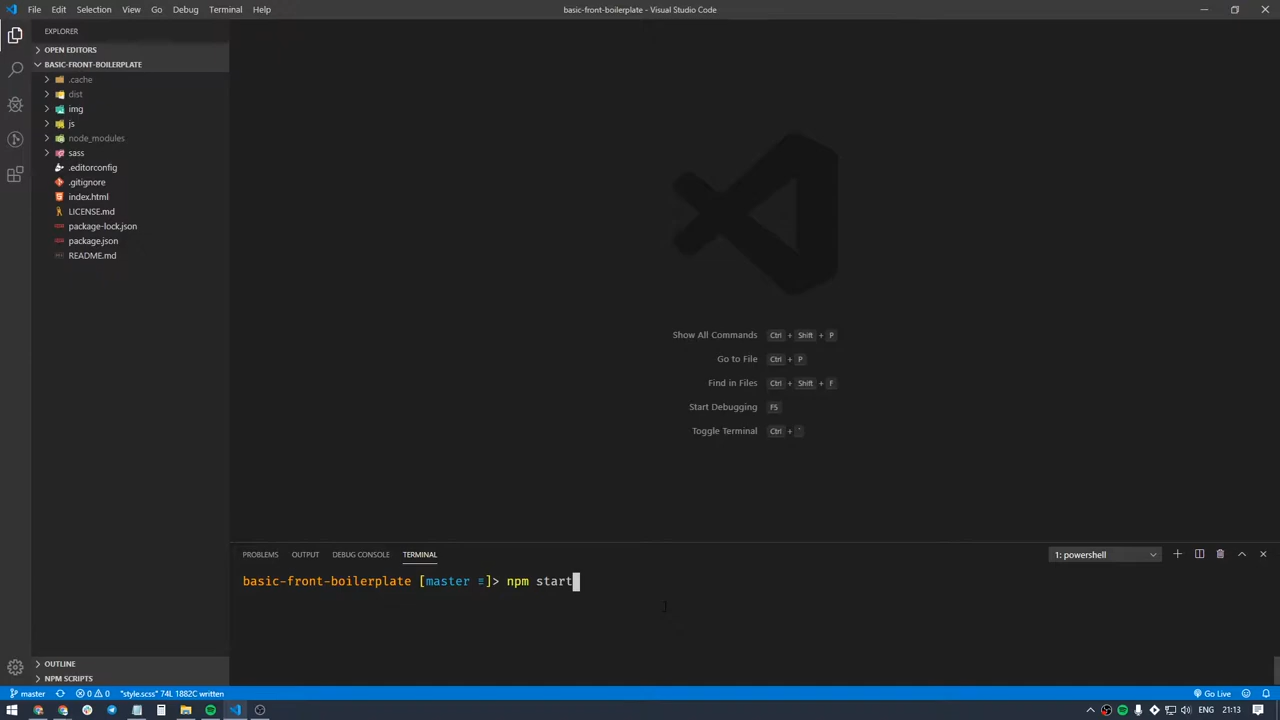 File Edit Selection View Go Debug Terminal Help
basic-front-boilerplate - Visual Studio Code
EXPLORER
OPEN EDITORS
BASIC-FRONT-BOILERPLATE
.cache
dist
img
js
node_modules
sass
.editorconfig
.gitignore
index.html
LICENSE.md
package-lock.json
package.json
README.md
Show All Commands Ctrl + Shift + P
Go to File Ctrl + P
Find in Files Ctrl + Shift + F
Start Debugging F5
Toggle Terminal Ctrl + `
PROBLEMS OUTPUT DEBUG CONSOLE TERMINAL
1: powershell
basic-front-boilerplate [master ≡]> npm start
OUTLINE
NPM SCRIPTS
master 0 0 "style.scss" 74L 1882C written
Go Live
ENG 21:13